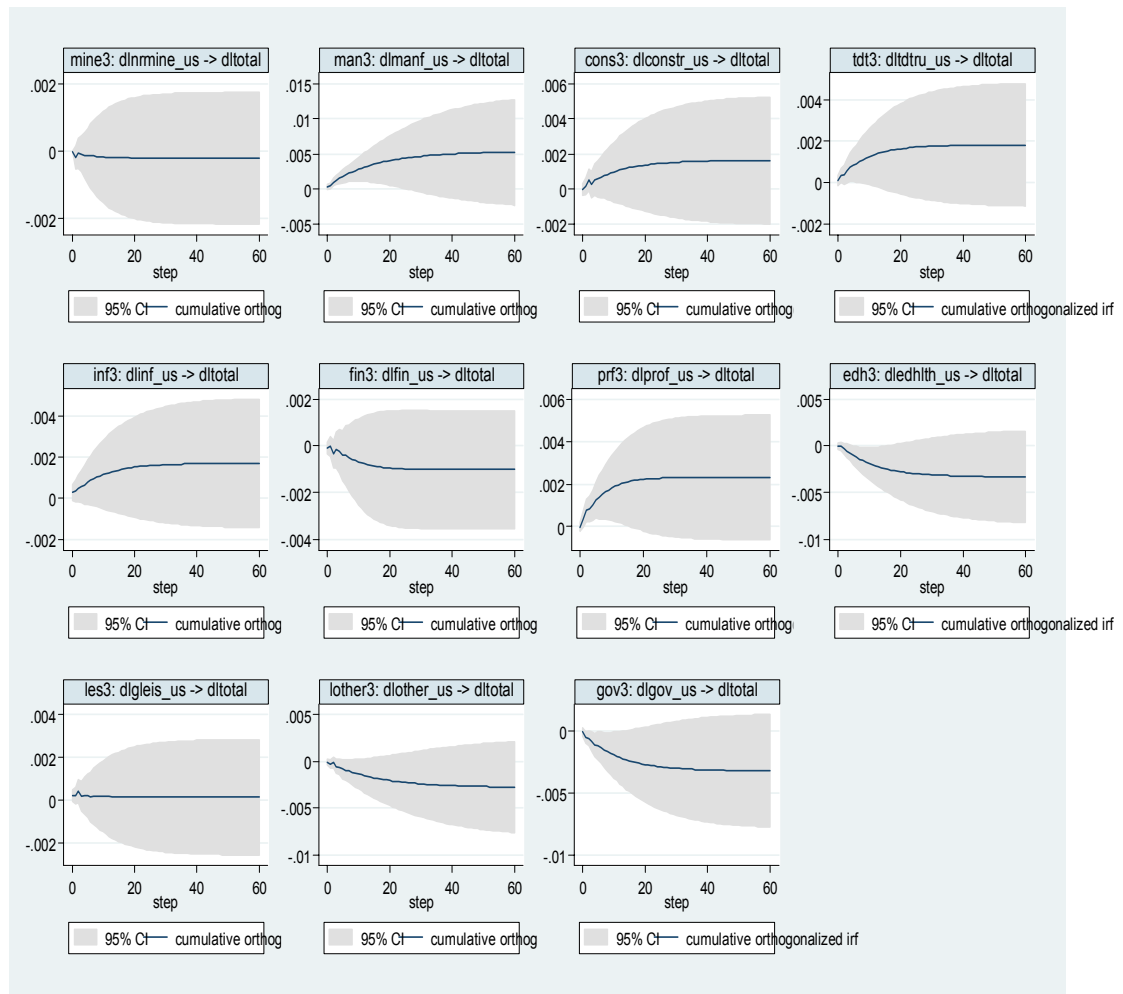 mine3: dlnrmine_us -> dltotal
.002
0
-.002
0 20 40 60
step
95% CI cumulative orthog
man3: dlmanf_us -> dltotal
.015
.01
.005
0
-.005
0 20 40 60
step
95% CI cumulative orthog
cons3: dlconstr_us -> dltotal
.006
.004
.002
0
-.002
0 20 40 60
step
95% CI cumulative orthog
tdt3: dltdtru_us -> dltotal
.004
.002
0
-.002
0 20 40 60
step
95% CI cumulative orthogonalized irf
inf3: dlinf_us -> dltotal
.004
.002
0
-.002
0 20 40 60
step
95% CI cumulative orthog
fin3: dlfin_us -> dltotal
.002
0
-.002
-.004
0 20 40 60
step
95% CI cumulative orthog
prf3: dlprof_us -> dltotal
.006
.004
.002
0
0 20 40 60
step
95% CI cumulative orthog
edh3: dledhlth_us -> dltotal
.005
0
-.005
-.01
0 20 40 60
step
95% CI cumulative orthogonalized irf
les3: dlgleis_us -> dltotal
.004
.002
0
-.002
0 20 40 60
step
95% CI cumulative orthog
lother3: dlother_us -> dltotal
.005
0
-.005
-.01
0 20 40 60
step
95% CI cumulative orthog
gov3: dlgov_us -> dltotal
0
-.005
-.01
0 20 40 60
step
95% CI cumulative orthogonalized irf